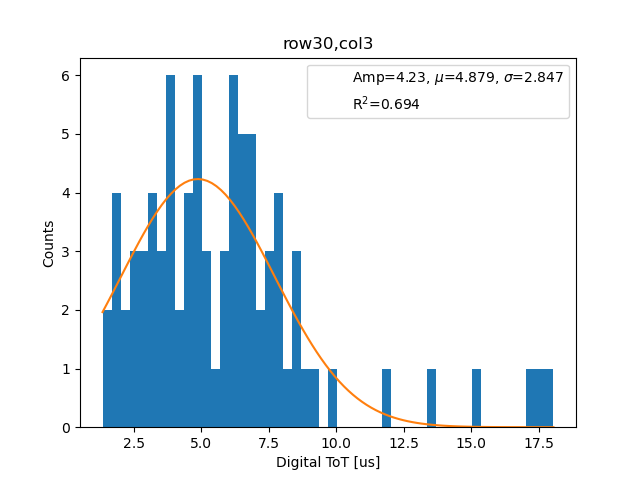 row30,col3
Amp=4.23, μ=4.879, σ=2.847
R²=0.694
Counts
6
5
4
3
2
1
0
2.5 5.0 7.5 10.0 12.5 15.0 17.5
Digital ToT [us]